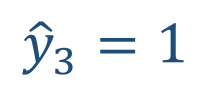 ŷ₃ = 1